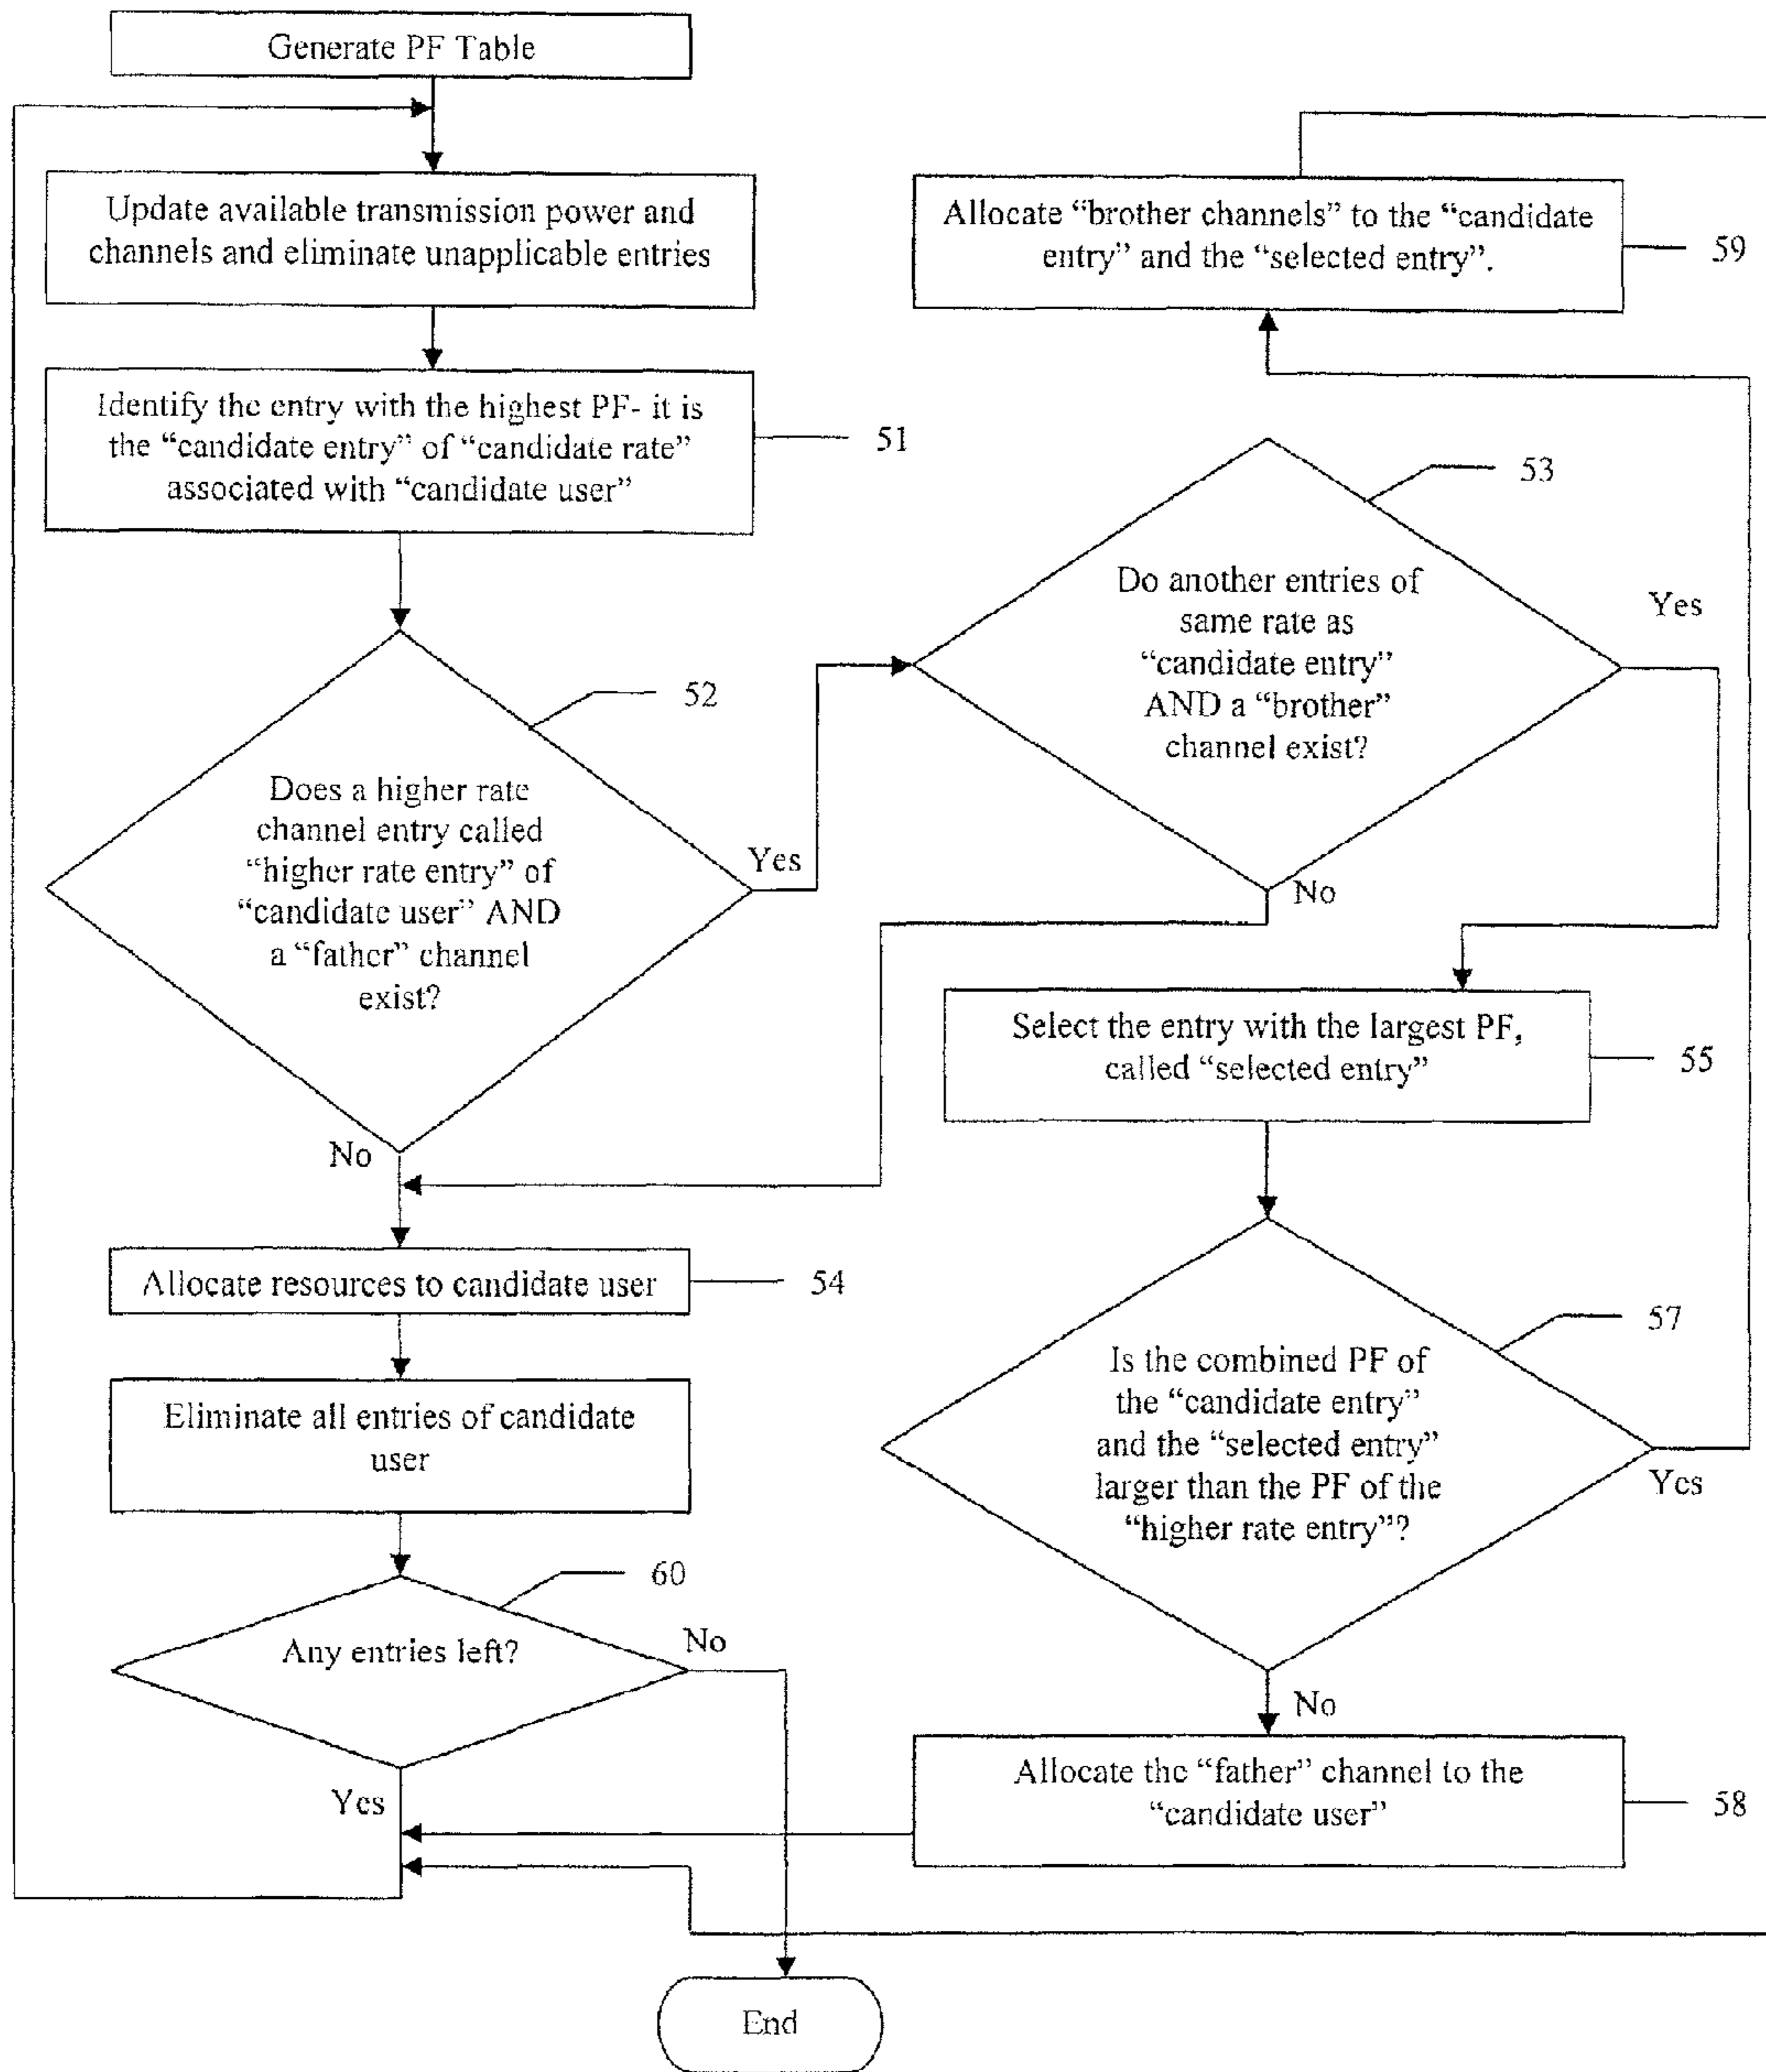 Generate PF Table
Update available transmission power and
channels and eliminate unapplicable entries
Identify the entry with the highest PF- it is
the “candidate entry” of “candidate rate”
associated with “candidate user”
51
52
Does a higher rate
channel entry called
“higher rate entry” of
“candidate user” AND
a “father” channel
exist?
Yes
No
Allocate resources to candidate user
54
Eliminate all entries of candidate
user
60
Any entries left?
No
Yes
End
Allocate “brother channels” to the “candidate
entry” and the “selected entry”.
59
53
Do another entries of
same rate as
“candidate entry”
AND a “brother”
channel exist?
Yes
No
Select the entry with the largest PF,
called “selected entry”
55
57
Is the combined PF of
the “candidate entry”
and the “selected entry”
larger than the PF of the
“higher rate entry”?
Yes
No
Allocate the “father” channel to the
“candidate user”
58